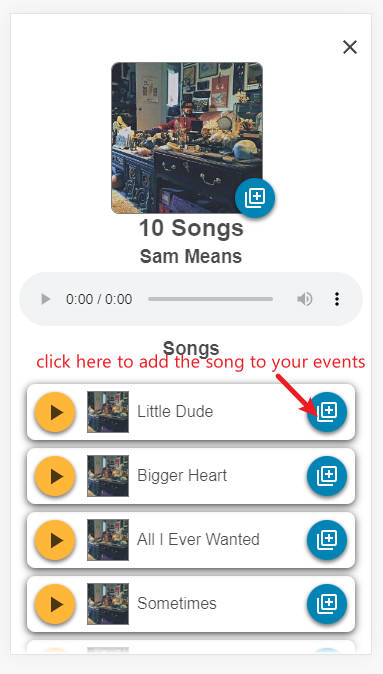 10 Songs
Sam Means
0:00 / 0:00
Songs
click here to add the song to your events
Little Dude
Bigger Heart
All I Ever Wanted
Sometimes